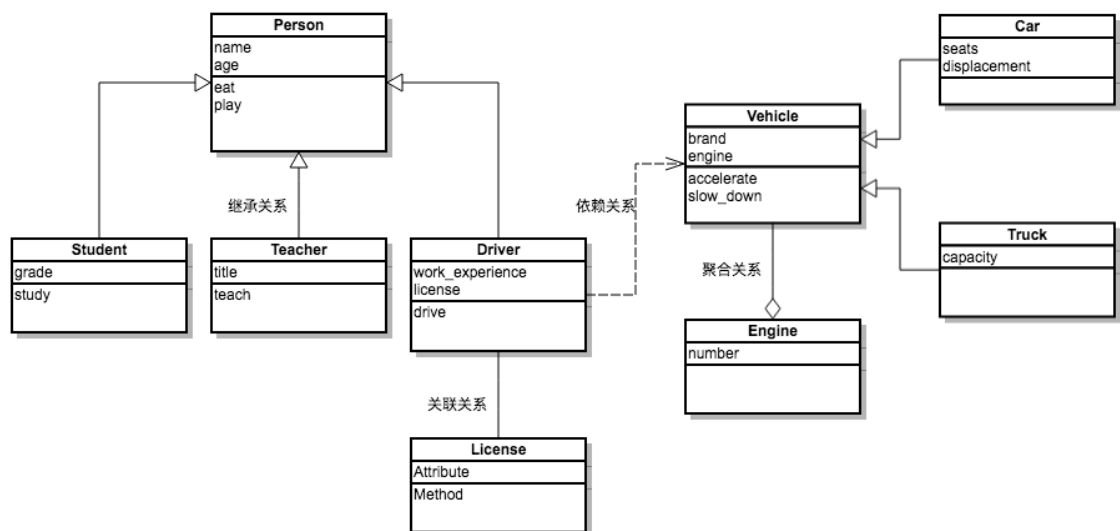 Person
name
age
eat
play
继承关系
Student
grade
study
Teacher
title
teach
Driver
work_experience
license
drive
关联关系
License
Attribute
Method
依赖关系
Vehicle
brand
engine
accelerate
slow_down
聚合关系
Engine
number
Car
seats
displacement
Truck
capacity